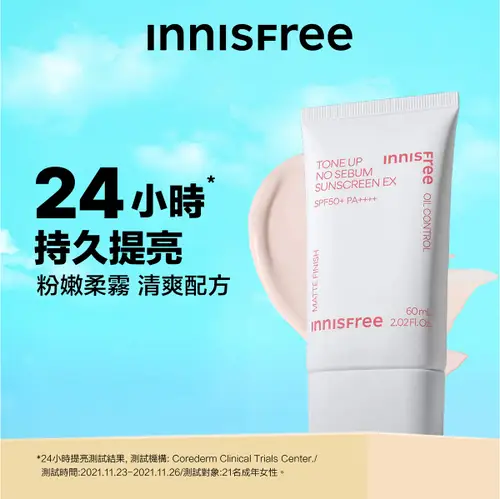 INNISFree
24小時*
持久提亮
粉嫩柔霧 清爽配方
TONE UP
NO SEBUM
SUNSCREEN EX
SPF50+ PA++++
INNISFree
OIL CONTROL
MATTE FINISH
INNISFree
60mL
2.02 FL.O
*24小時提亮測試結果, 測試機構: Corederm Clinical Trials Center./
測試時間:2021.11.23-2021.11.26/測試對象:21名成年女性。